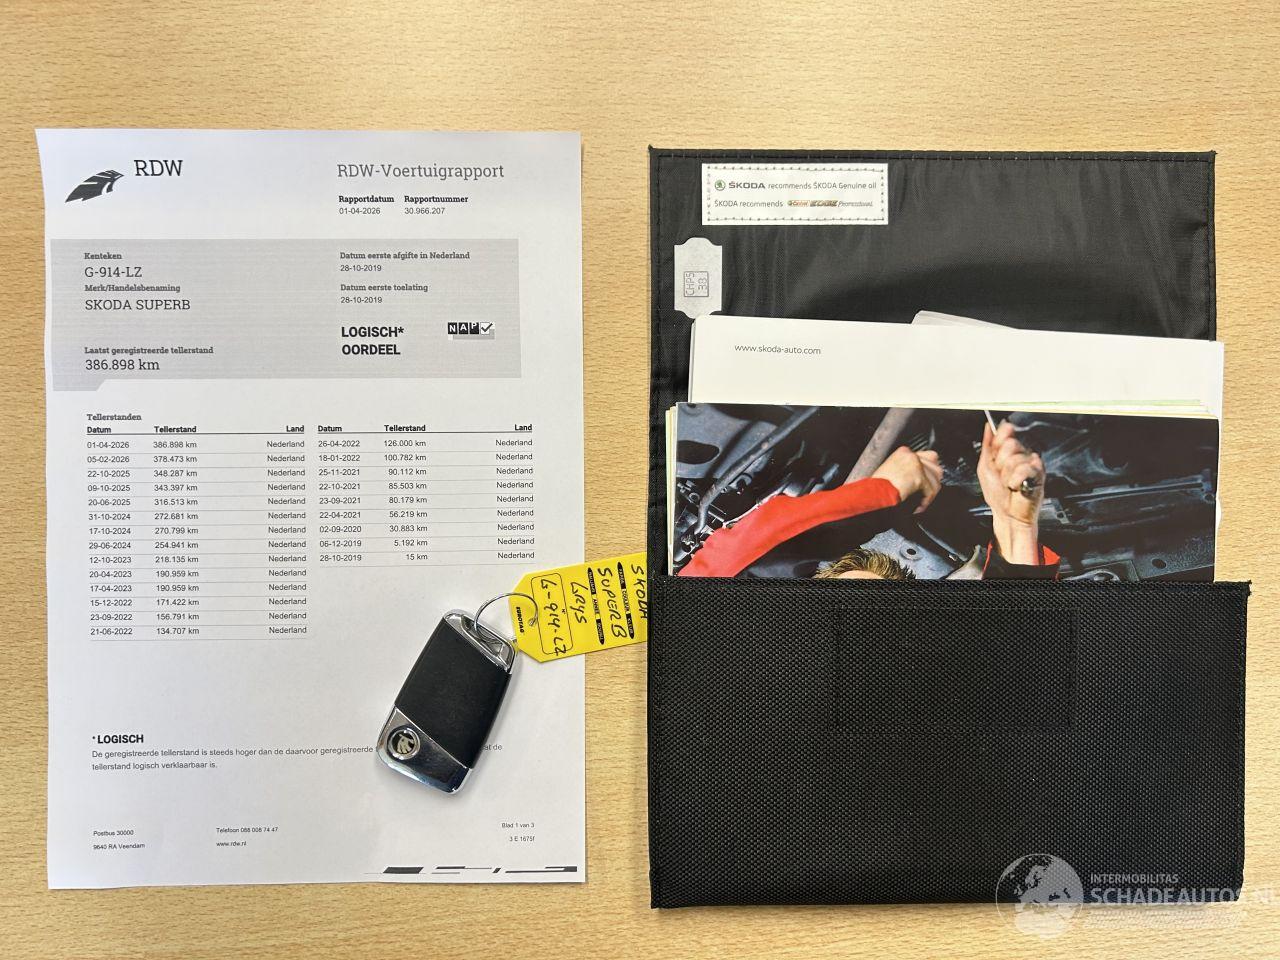 RDW
RDW-Voertuigrapport
Rapportdatum Rapportnummer
01-04-2026 30.966.207
Kenteken
G-914-LZ
Merk/Handelsbenaming
SKODA SUPERB
Datum eerste afgifte in Nederland
28-10-2019
Datum eerste toelating
28-10-2019
LOGISCH*
OORDEEL
NAP
Laatst geregistreerde tellerstand
386.898 km
Tellerstanden
Datum Tellerstand Land
01-04-2026 386.898 km Nederland
05-02-2026 378.473 km Nederland
22-10-2025 348.287 km Nederland
09-10-2025 343.397 km Nederland
20-06-2025 316.513 km Nederland
31-10-2024 272.681 km Nederland
17-10-2024 270.799 km Nederland
29-06-2024 254.941 km Nederland
12-10-2023 218.135 km Nederland
20-04-2023 190.959 km Nederland
17-04-2023 190.959 km Nederland
15-12-2022 171.422 km Nederland
23-09-2022 156.791 km Nederland
21-06-2022 134.707 km Nederland
Datum Tellerstand Land
26-04-2022 126.000 km Nederland
18-01-2022 100.782 km Nederland
25-11-2021 90.112 km Nederland
22-10-2021 85.503 km Nederland
23-09-2021 80.179 km Nederland
22-04-2021 56.219 km Nederland
02-09-2020 30.883 km Nederland
06-12-2019 5.192 km Nederland
28-10-2019 15 km Nederland
* LOGISCH
De geregistreerde tellerstand is steeds hoger dan de daarvoor geregistreerde
tellerstand logisch verklaarbaar is.
Postbus 30000
9640 RA Veendam
Telefoon 088 008 74 47
www.rdw.nl
Blad 1 van 3
3 E 1675f
SKODA
SUPERB
GRYS
G-914-LZ
EUROTAG
ŠKODA recommends ŠKODA Genuine oil
ŠKODA recommends Castrol EDGE Professional
CHPS
38
www.skoda-auto.com
INTERMOBILITAS
SCHADEAUTOS.NL